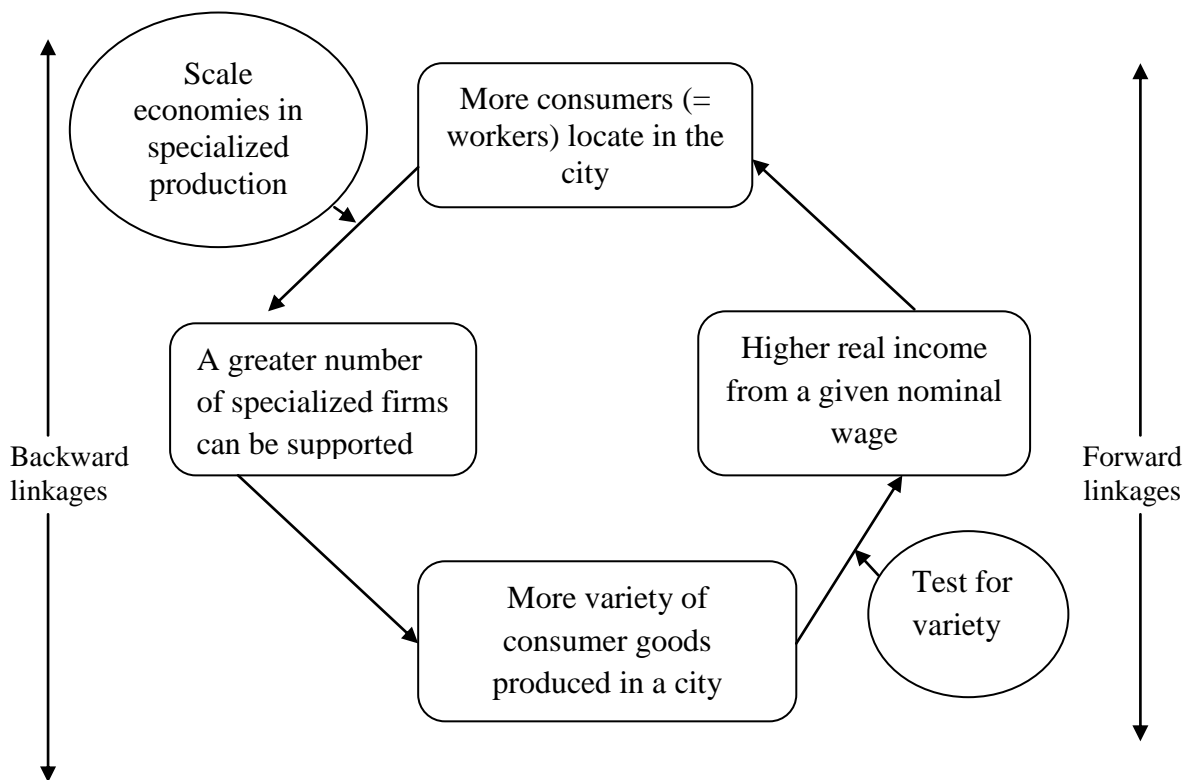 Scale
economies in
specialized
production
More consumers (=
workers) locate in the
city
A greater number
of specialized firms
can be supported
Higher real income
from a given nominal
wage
Backward
linkages
Forward
linkages
More variety of
consumer goods
produced in a city
Test for
variety